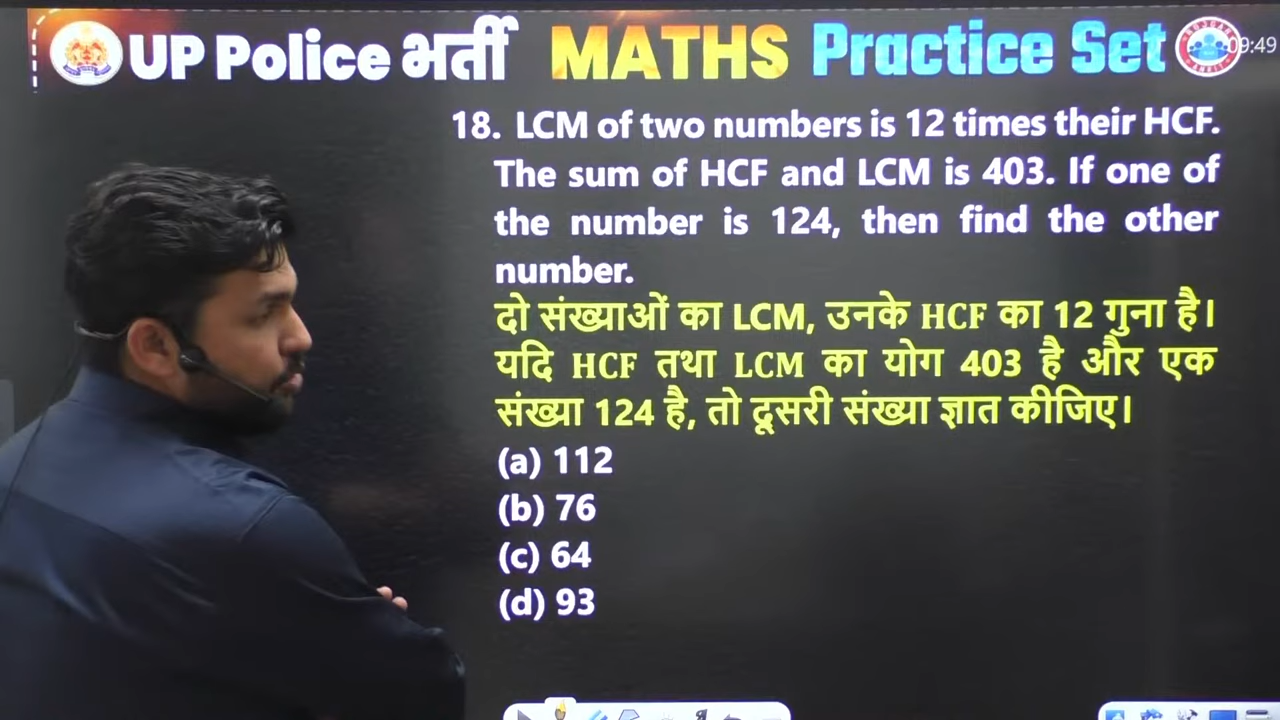 UP Police भर्ती MATHS Practice Set
09:49
18. LCM of two numbers is 12 times their HCF.
The sum of HCF and LCM is 403. If one of
the number is 124, then find the other
number.
दो संख्याओं का LCM, उनके HCF का 12 गुना है।
यदि HCF तथा LCM का योग 403 है और एक
संख्या 124 है, तो दूसरी संख्या ज्ञात कीजिए।
(a) 112
(b) 76
(c) 64
(d) 93